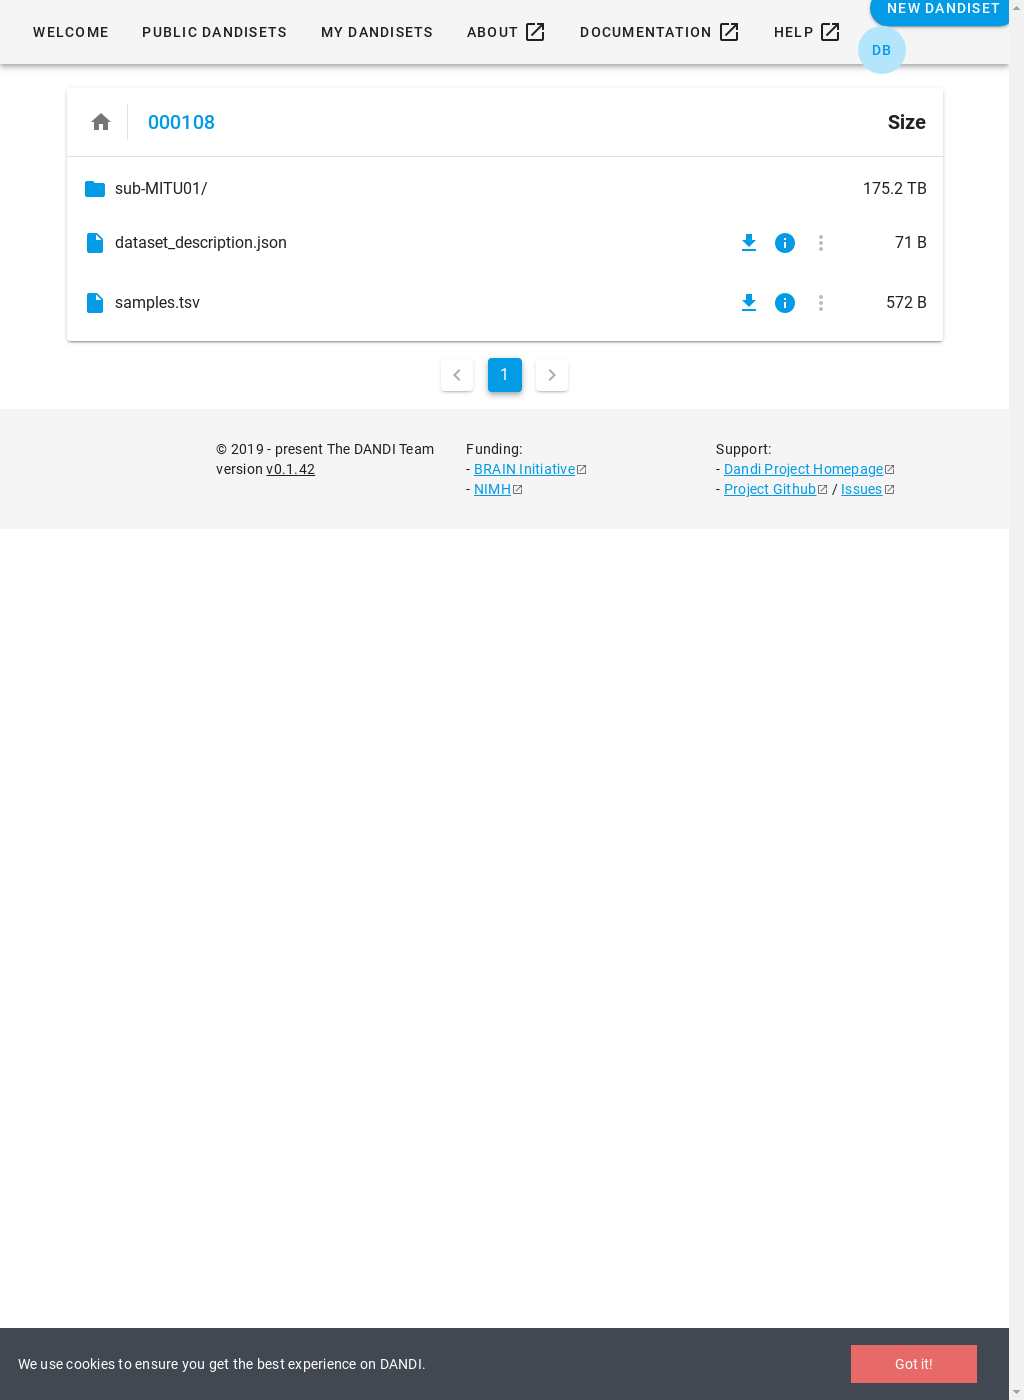 NEW DANDISET
WELCOME PUBLIC DANDISETS MY DANDISETS ABOUT DOCUMENTATION HELP
DB
000108 Size
sub-MITU01/ 175.2 TB
dataset_description.json 71 B
samples.tsv 572 B
1
© 2019 - present The DANDI Team Funding: Support:
version v0.1.42 - BRAIN Initiative - Dandi Project Homepage
- NIMH - Project Github / Issues
We use cookies to ensure you get the best experience on DANDI. Got it!